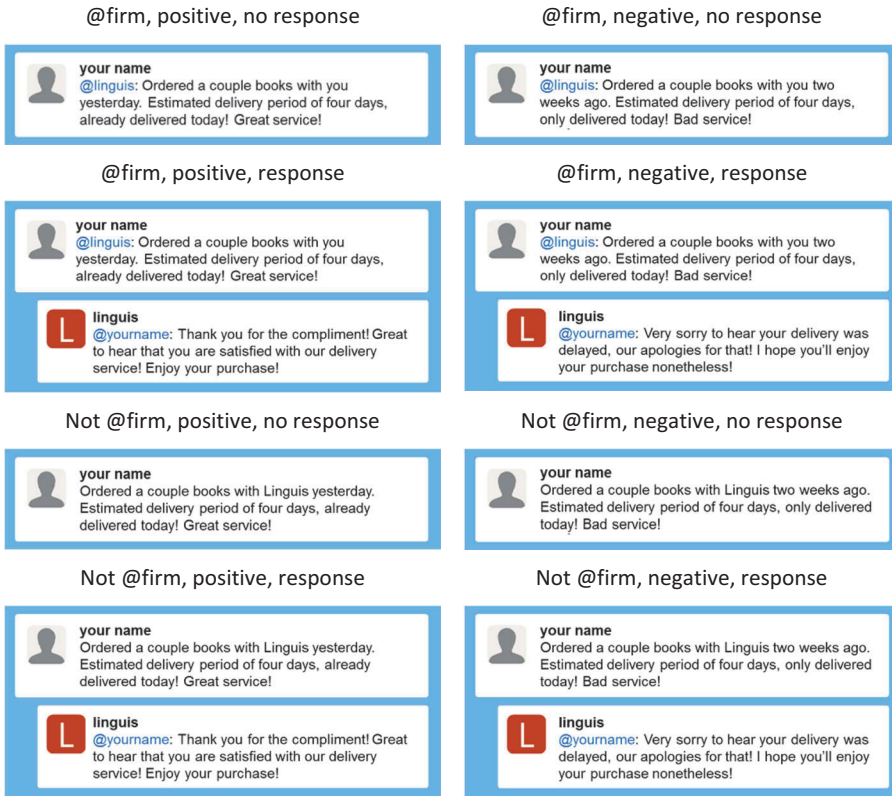 @firm, positive, no response
your name
@linguis: Ordered a couple books with you
yesterday. Estimated delivery period of four days,
already delivered today! Great service!
@firm, negative, no response
your name
@linguis: Ordered a couple books with you two
weeks ago. Estimated delivery period of four days,
only delivered today! Bad service!
@firm, positive, response
your name
@linguis: Ordered a couple books with you
yesterday. Estimated delivery period of four days,
already delivered today! Great service!
L
linguis
@yourname: Thank you for the compliment! Great
to hear that you are satisfied with our delivery
service! Enjoy your purchase!
@firm, negative, response
your name
@linguis: Ordered a couple books with you two
weeks ago. Estimated delivery period of four days,
only delivered today! Bad service!
L
linguis
@yourname: Very sorry to hear your delivery was
delayed, our apologies for that! I hope you'll enjoy
your purchase nonetheless!
Not @firm, positive, no response
your name
Ordered a couple books with Linguis yesterday.
Estimated delivery period of four days, already
delivered today! Great service!
Not @firm, negative, no response
your name
Ordered a couple books with Linguis two weeks ago.
Estimated delivery period of four days, only delivered
today! Bad service!
Not @firm, positive, response
your name
Ordered a couple books with Linguis yesterday.
Estimated delivery period of four days, already
delivered today! Great service!
L
linguis
@yourname: Thank you for the compliment! Great
to hear that you are satisfied with our delivery
service! Enjoy your purchase!
Not @firm, negative, response
your name
Ordered a couple books with Linguis two weeks ago.
Estimated delivery period of four days, only delivered
today! Bad service!
L
linguis
@yourname: Very sorry to hear your delivery was
delayed, our apologies for that! I hope you'll enjoy
your purchase nonetheless!